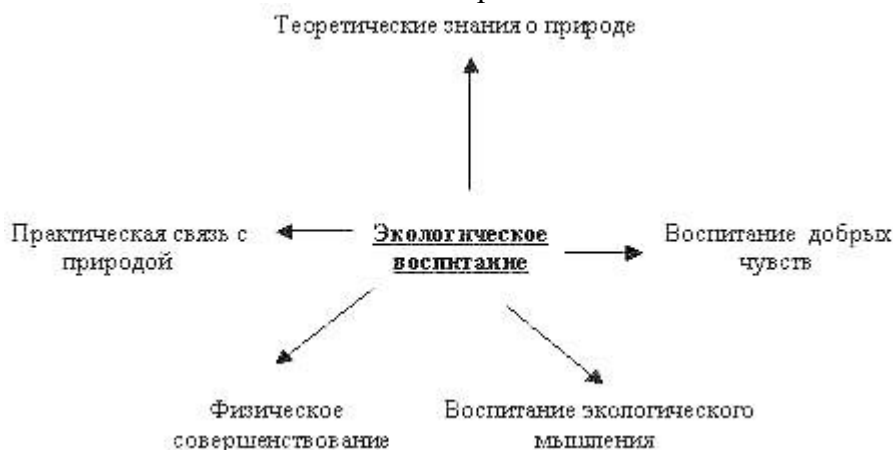 Теоретические знания о природе
Практическая связь с
природой
Экологическое
воспитание
Воспитание добрых
чувств
Физическое
совершенствование
Воспитание экологического
мышления